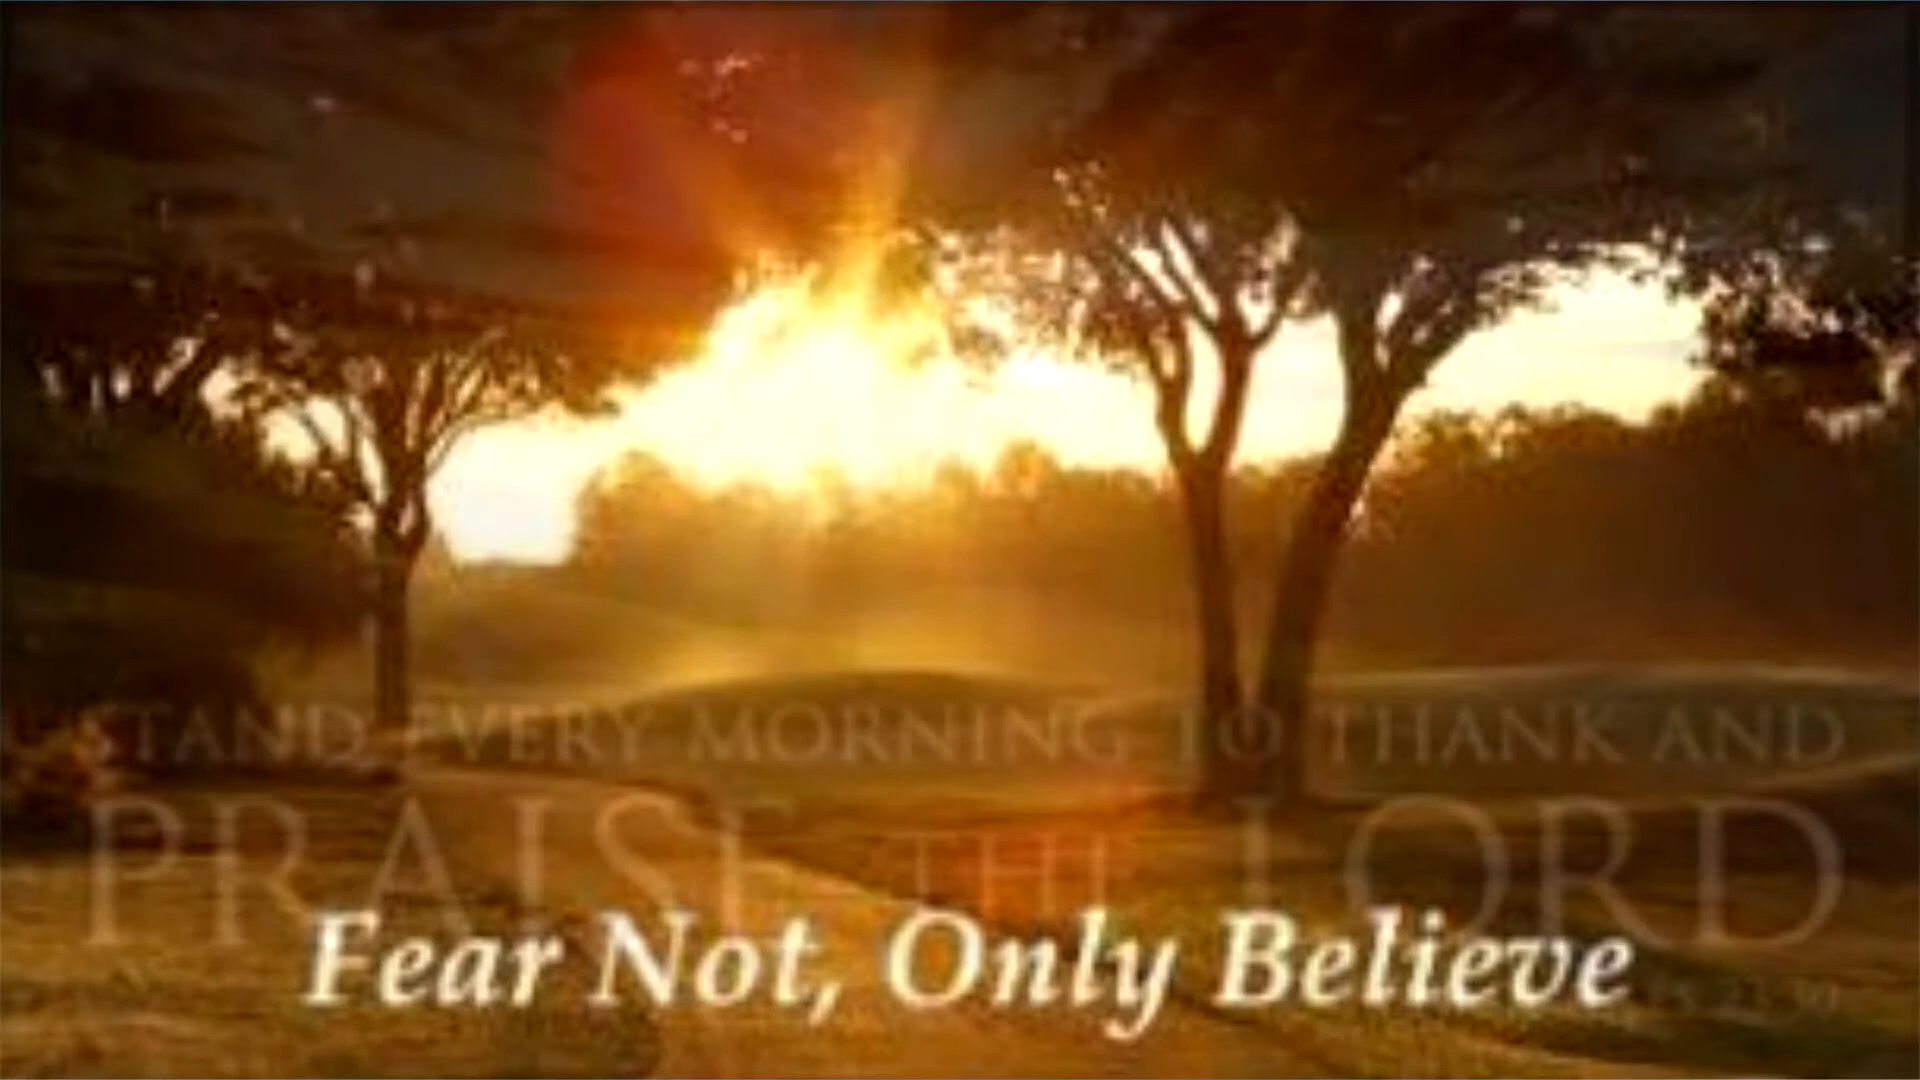 STAND EVERY MORNING TO THANK AND
PRAISE THE LORD
Fear Not, Only Believe